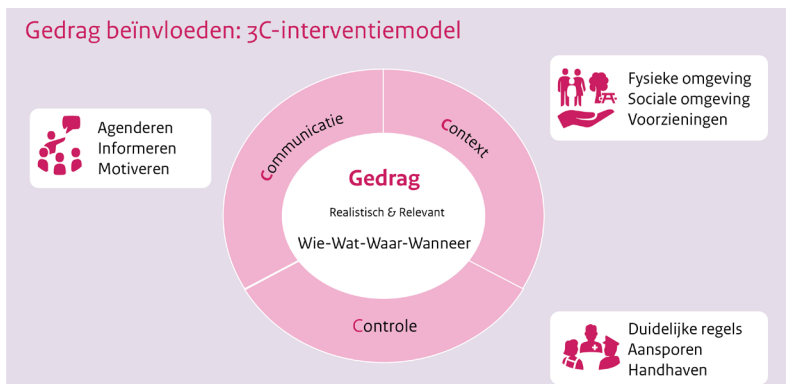 Gedrag beïnvloeden: 3C-interventiemodel
Agenderen
Informeren
Motiveren
Communicatie
Context
Fysieke omgeving
Sociale omgeving
Voorzieningen
Gedrag
Realistisch & Relevant
Wie-Wat-Waar-Wanneer
Controle
Duidelijke regels
Aansporen
Handhaven